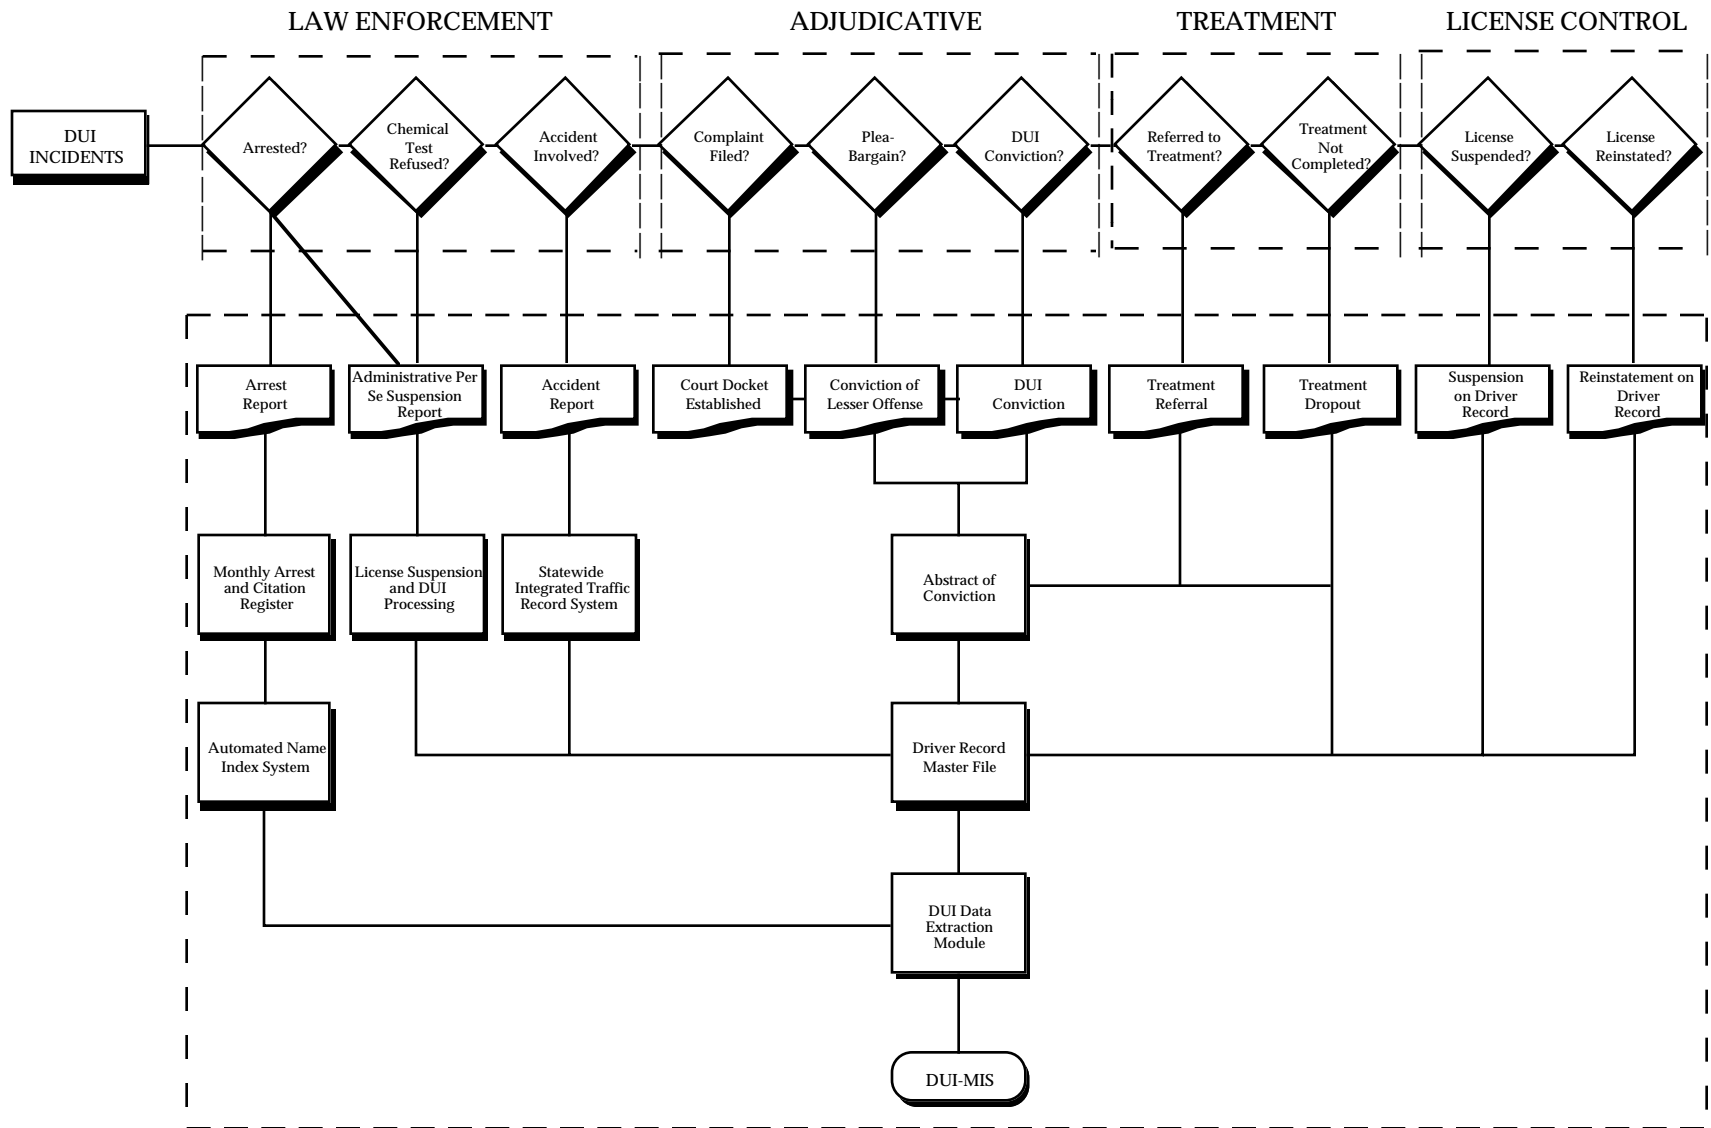 LAW ENFORCEMENT
ADJUDICATIVE
TREATMENT
LICENSE CONTROL
DUI
INCIDENTS
Arrested?
Chemical
Test
Refused?
Accident
Involved?
Complaint
Filed?
Plea-
Bargain?
DUI
Conviction?
Referred to
Treatment?
Treatment
Not
Completed?
License
Suspended?
License
Reinstated?
Arrest
Report
Administrative Per
Se Suspension
Report
Accident
Report
Court Docket
Established
Conviction of
Lesser Offense
DUI
Conviction
Treatment
Referral
Treatment
Dropout
Suspension
on Driver
Record
Reinstatement on
Driver
Record
Monthly Arrest
and Citation
Register
License Suspension
and DUI
Processing
Statewide
Integrated Traffic
Record System
Abstract of
Conviction
Automated Name
Index System
Driver Record
Master File
DUI Data
Extraction
Module
DUI-MIS